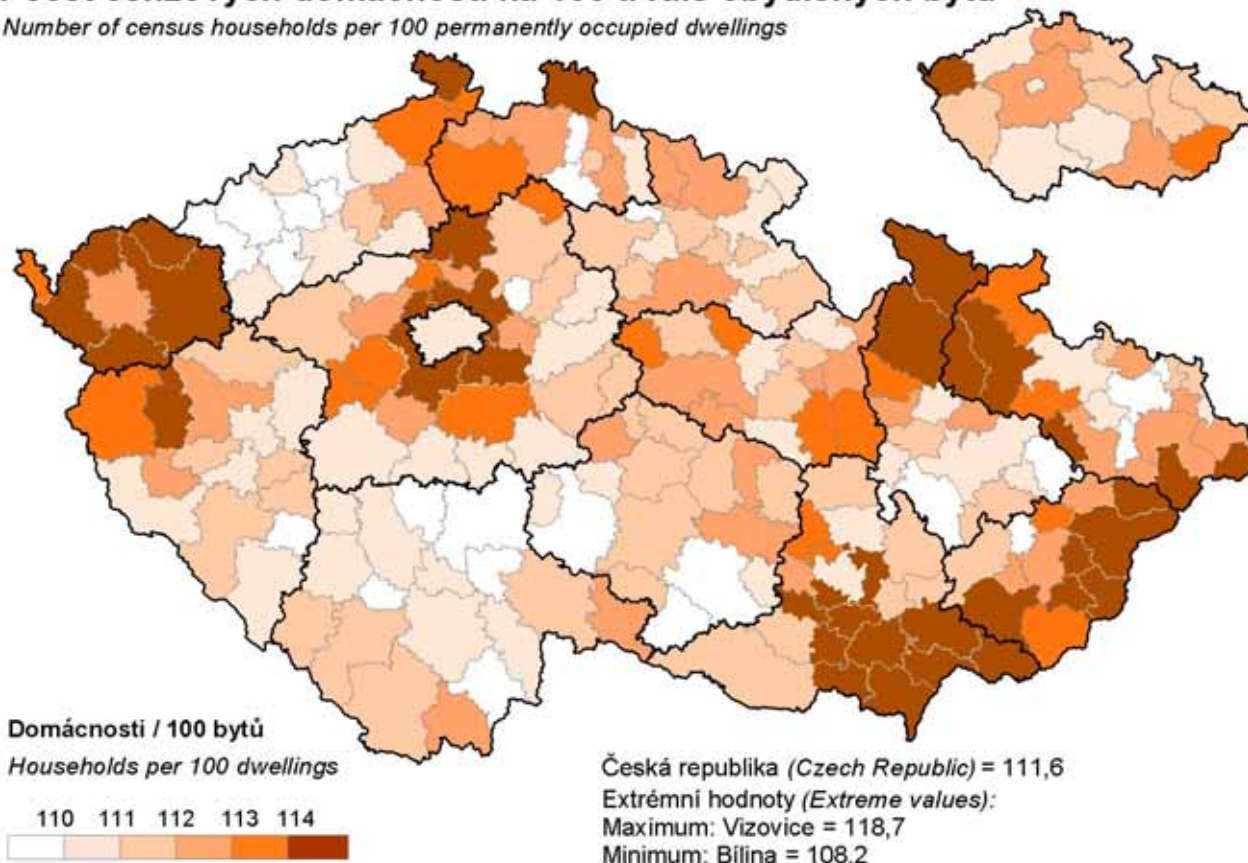 Number of census households per 100 permanently occupied dwellings
Domácnosti / 100 bytů
Households per 100 dwellings
110 111 112 113 114
Česká republika (Czech Republic) = 111,6
Extrémní hodnoty (Extreme values):
Maximum: Vizovice = 118,7
Minimum: Bílina = 108,2